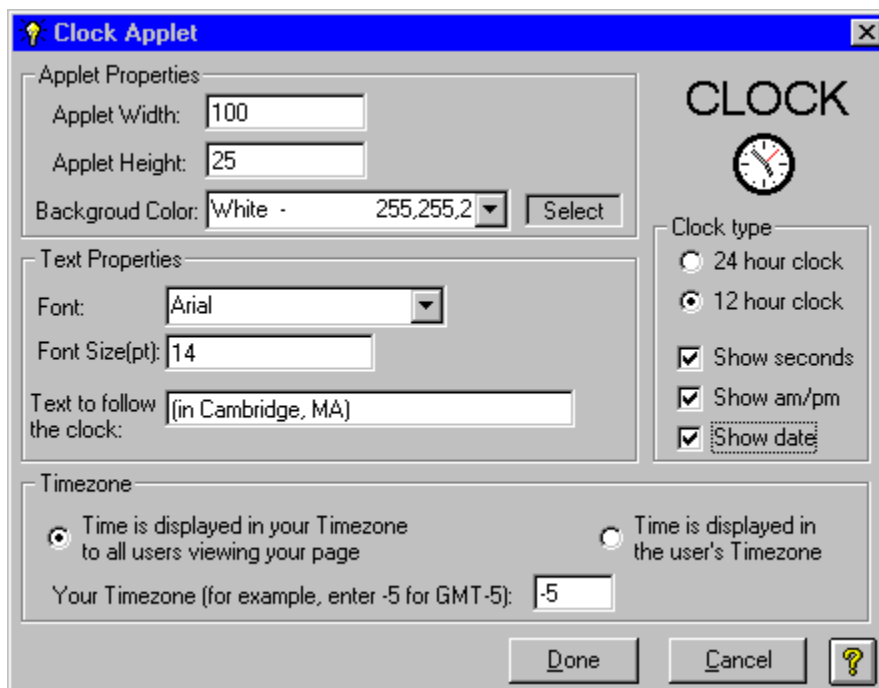 Clock Applet
Applet Properties
Applet Width: 100
Applet Height: 25
Backgroud Color: White - 255,255,2 Select
CLOCK
Text Properties
Font: Arial
Font Size(pt): 14
Text to follow
the clock: (in Cambridge, MA)
Clock type
24 hour clock
12 hour clock
Show seconds
Show am/pm
Show date
Timezone
Time is displayed in your Timezone
to all users viewing your page
Time is displayed in
the user's Timezone
Your Timezone (for example, enter -5 for GMT-5): -5
Done Cancel ?